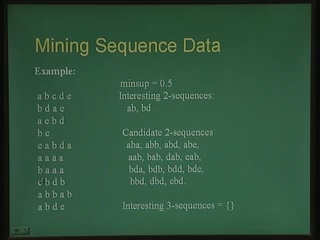 Mining Sequence Data
Example:
minsup = 0.5
a b c d e Interesting 2-sequences:
b d a e ab, bd
a e b d
b e Candidate 2-sequences
e a b d a aba, abb, abd, abe,
a a a a aab, bab, dab, eab,
b a a a bda, bdb, bdd, bde,
c b d b bbd, dbd, ebd.
a b b a b
a b d e Interesting 3-sequences = {}